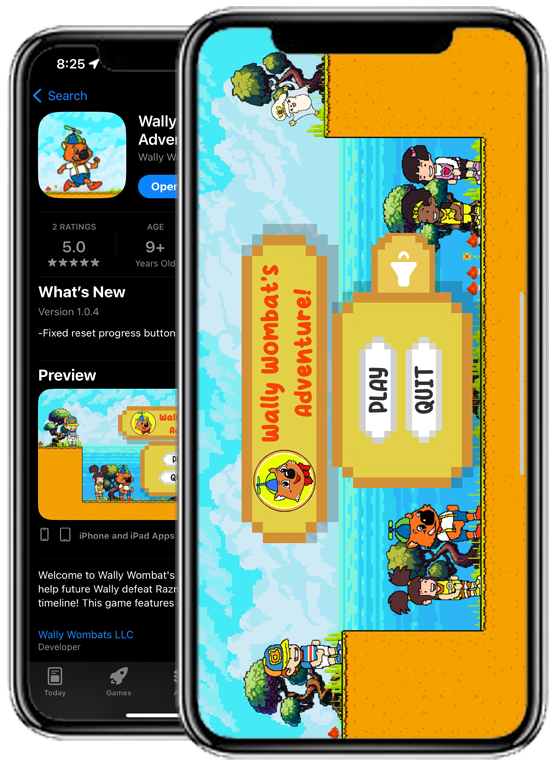 8:25
Search
Wally
Adver
Wally W
Open
2 RATINGS
5.0
★★★★★
AGE
9+
Years Old
What's New
Version 1.0.4
-Fixed reset progress button
Preview
iPhone and iPad Apps
Welcome to Wally Wombat's
help future Wally defeat Raz
timeline! This game features
Wally Wombats LLC
Developer
Today
Games
Wally Wombat's
Adventure!
PLAY
QUIT